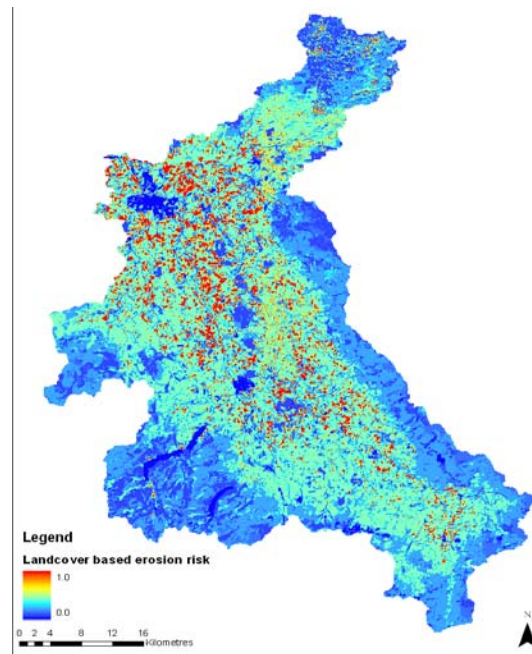 Legend
Landcover based erosion risk
1.0
0.0
0 2 4 8 12 16
Kilometres
N